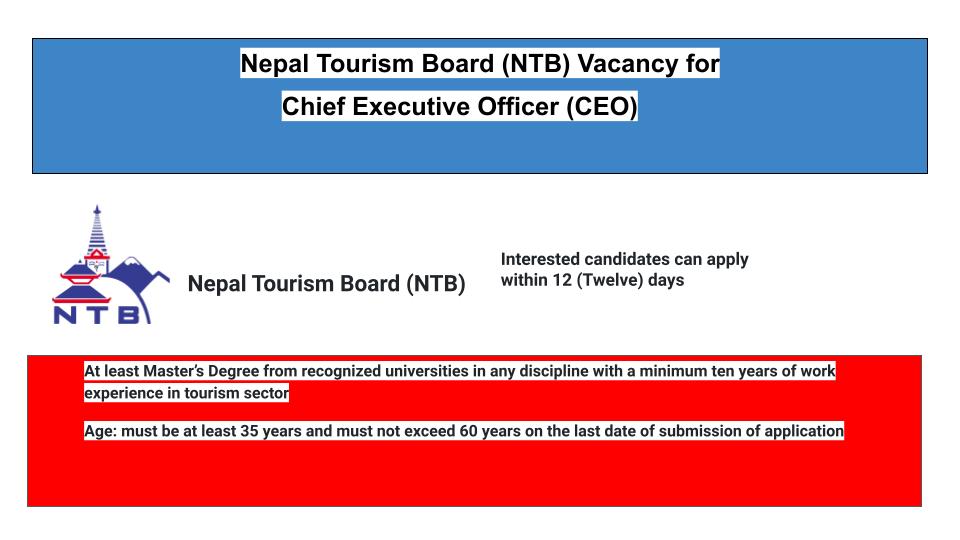 Nepal Tourism Board (NTB) Vacancy for
Chief Executive Officer (CEO)
NTB
Nepal Tourism Board (NTB)
Interested candidates can apply
within 12 (Twelve) days
At least Master’s Degree from recognized universities in any discipline with a minimum ten years of work
experience in tourism sector
Age: must be at least 35 years and must not exceed 60 years on the last date of submission of application